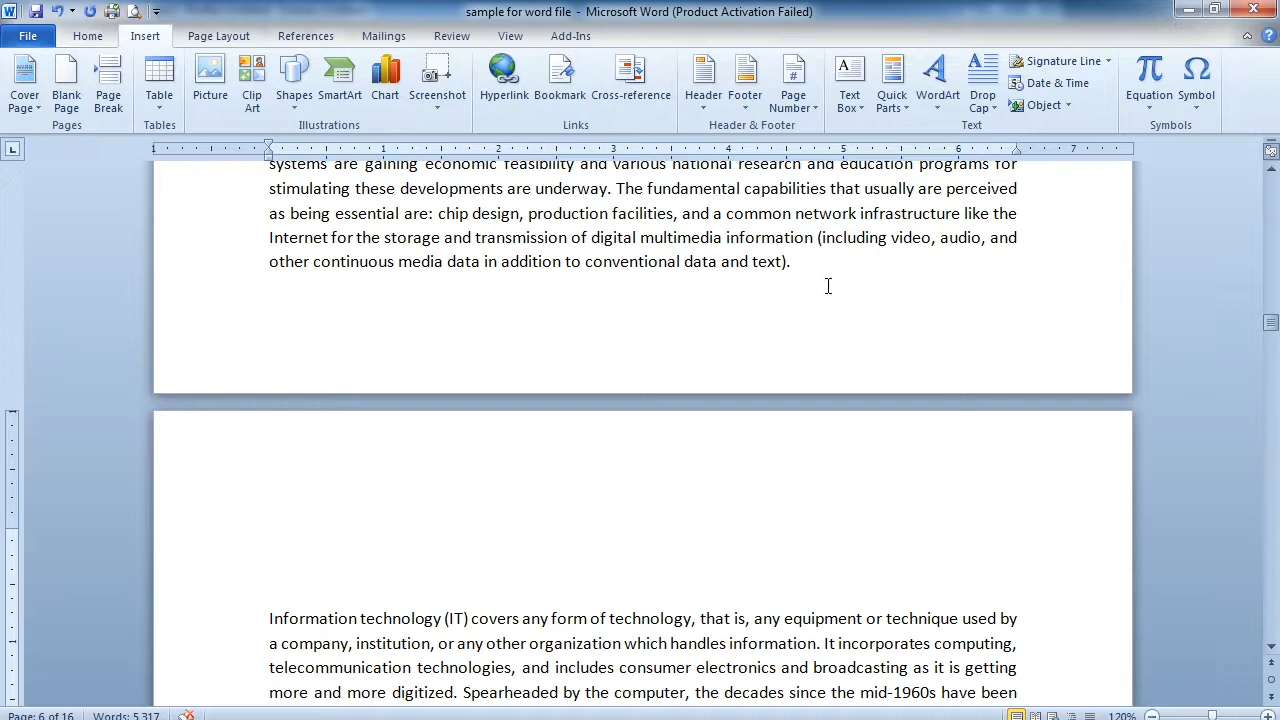 sample for word file - Microsoft Word (Product Activation Failed)
File Home Insert Page Layout References Mailings Review View Add-Ins
Cover Page Blank Page Page Break Table Picture Clip Art Shapes SmartArt Chart Screenshot Hyperlink Bookmark Cross-reference Header Footer Page Number Text Box Quick Parts WordArt Drop Cap Signature Line Date & Time Object Equation Symbol
Pages Tables Illustrations Links Header & Footer Text Symbols
1 1 2 3 4 5 6 7
systems are gaining economic feasibility, and various national research and education programs for
stimulating these developments are underway. The fundamental capabilities that usually are perceived
as being essential are: chip design, production facilities, and a common network infrastructure like the
Internet for the storage and transmission of digital multimedia information (including video, audio, and
other continuous media data in addition to conventional data and text).
Information technology (IT) covers any form of technology, that is, any equipment or technique used by
a company, institution, or any other organization which handles information. It incorporates computing,
telecommunication technologies, and includes consumer electronics and broadcasting as it is getting
more and more digitized. Spearheaded by the computer, the decades since the mid-1960s have been
Page: 6 of 16 Words: 5,317 120%